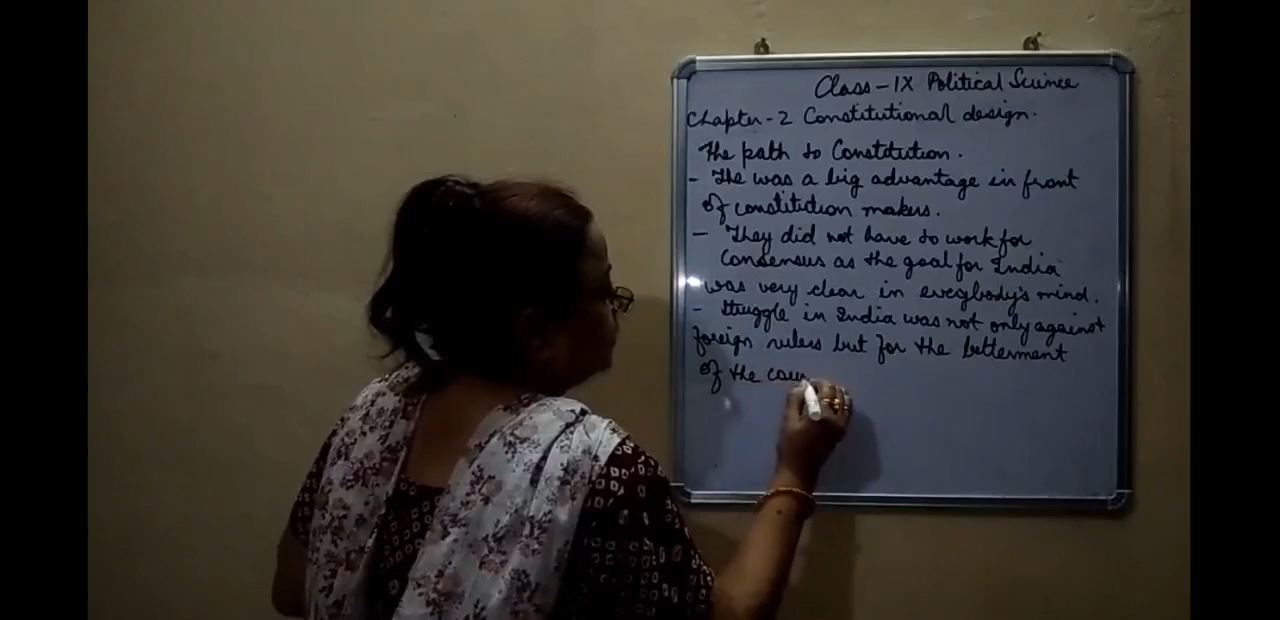 Class - IX Political Science
Chapter - 2 Constitutional design.
The path to Constitution.
- The was a big advantage in front
of constitution makers.
- They did not have to work for
consensus as the goal for India
was very clear in everybody's mind.
- Struggle in India was not only against
foreign rulers but for the betterment
of the cou